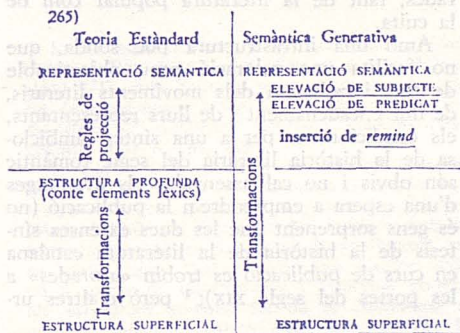 265)
Teoria Estàndard
REPRESENTACIÓ SEMÀNTICA
Regles de
projecció
ESTRUCTURA PROFUNDA
(conte elements lèxics)
Transformacions
ESTRUCTURA SUPERFICIAL
Semàntica Generativa
REPRESENTACIÓ SEMÀNTICA
ELEVACIÓ DE SUBJECTE
ELEVACIÓ DE PREDICAT
inserció de remind
Transformacions
ESTRUCTURA SUPERFICIAL